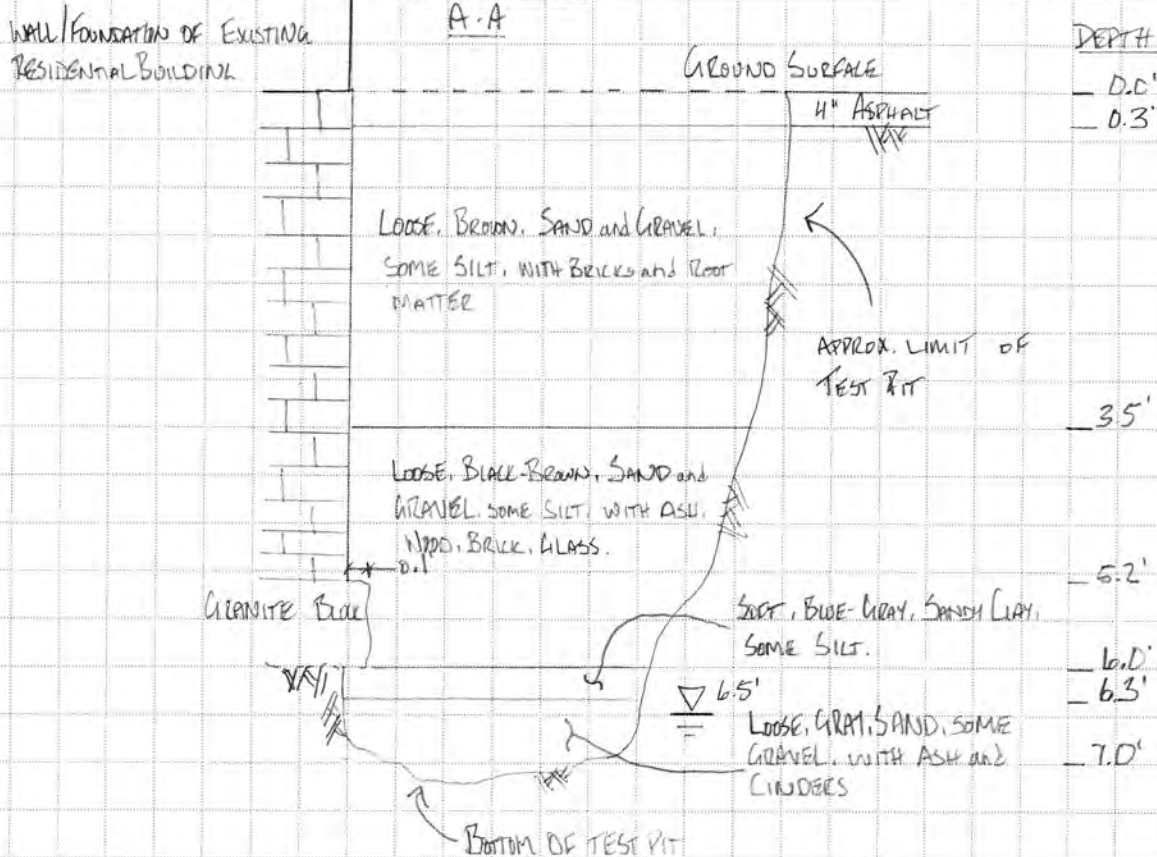 A-A
WALL/FOUNDATION OF EXISTING
RESIDENTIAL BUILDING
DEPTH
GROUND SURFACE
0.0'
4" ASPHALT
0.3'
LOOSE, BROWN, SAND and GRAVEL,
SOME SILT, WITH BRICKS and ROOT
MATTER
APPROX. LIMIT OF
TEST PIT
3.5'
LOOSE, BLACK-BROWN, SAND and
GRAVEL, SOME SILT, WITH ASH,
WOOD, BRICK, GLASS.
0.1'
5.2'
GRANITE BLOCK
SOFT, BLUE-GRAY, SANDY CLAY,
SOME SILT.
6.0'
6.3'
6.5'
LOOSE, GRAY, SAND, SOME
GRAVEL, WITH ASH and
CINDERS
7.0'
BOTTOM OF TEST PIT